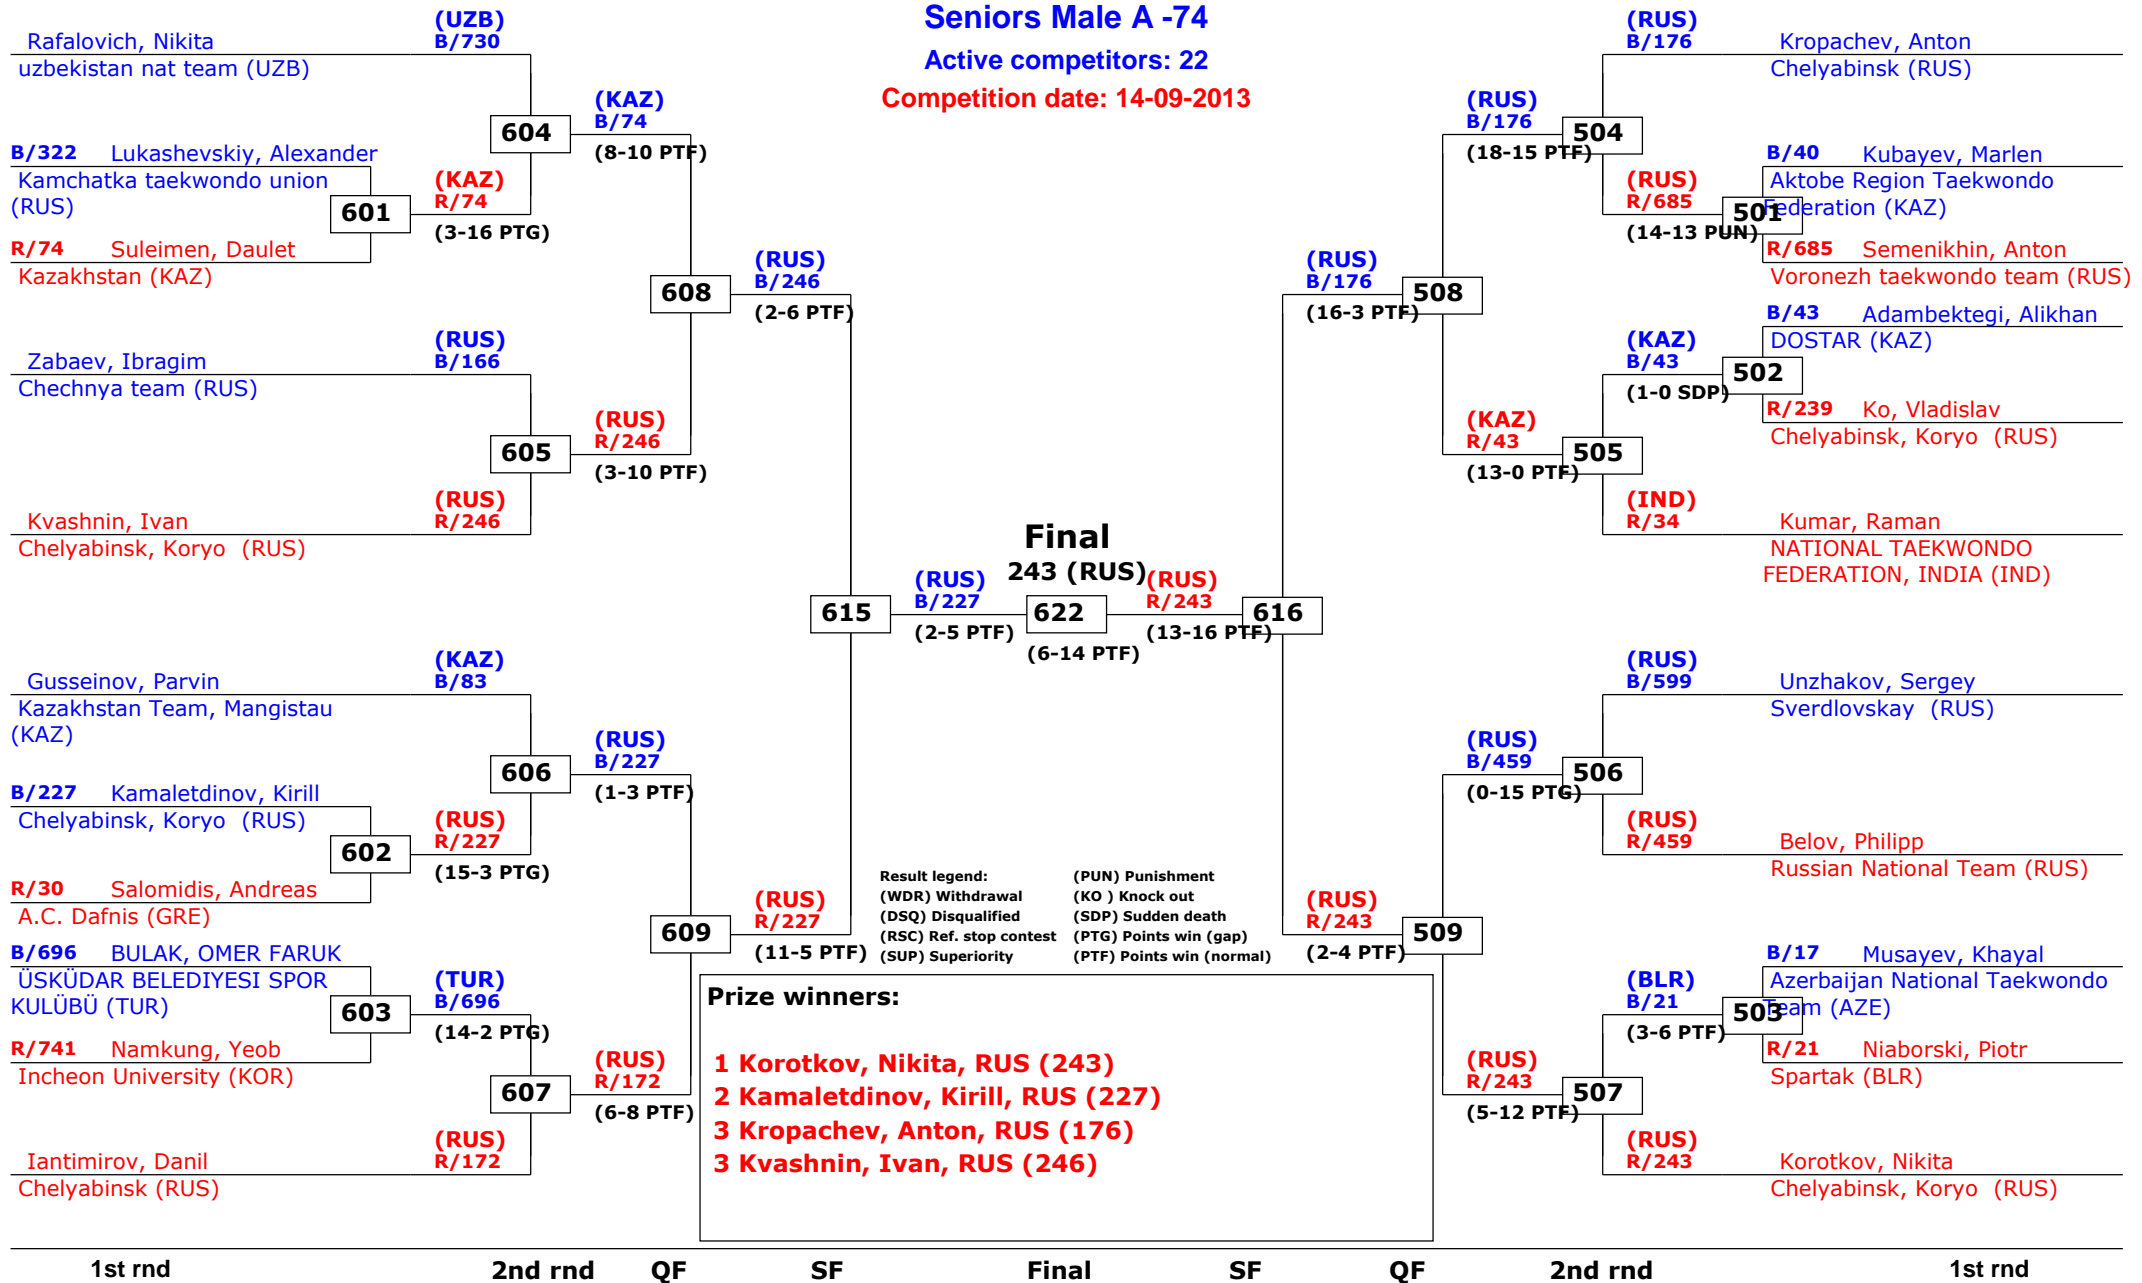 Seniors Male A -74
Active competitors: 22
Competition date: 14-09-2013
Rafalovich, Nikita
uzbekistan nat team (UZB)
(UZB)
B/730
B/322 Lukashevskiy, Alexander
Kamchatka taekwondo union
(RUS)
R/74 Suleimen, Daulet
Kazakhstan (KAZ)
601
(KAZ)
R/74
(3-16 PTG)
604
(KAZ)
B/74
(8-10 PTF)
Zabaev, Ibragim
Chechnya team (RUS)
(RUS)
B/166
Kvashnin, Ivan
Chelyabinsk, Koryo (RUS)
(RUS)
R/246
605
(RUS)
R/246
(3-10 PTF)
608
(RUS)
B/246
(2-6 PTF)
Gusseinov, Parvin
Kazakhstan Team, Mangistau
(KAZ)
(KAZ)
B/83
B/227 Kamaletdinov, Kirill
Chelyabinsk, Koryo (RUS)
R/30 Salomidis, Andreas
A.C. Dafnis (GRE)
602
(RUS)
R/227
(15-3 PTG)
606
(RUS)
B/227
(1-3 PTF)
B/696 BULAK, OMER FARUK
ÜSKÜDAR BELEDIYESI SPOR
KULÜBÜ (TUR)
R/741 Namkung, Yeob
Incheon University (KOR)
603
(TUR)
B/696
(14-2 PTG)
Iantimirov, Danil
Chelyabinsk (RUS)
(RUS)
R/172
607
(RUS)
R/172
(6-8 PTF)
609
(RUS)
R/227
(11-5 PTF)
615
(RUS)
B/227
(2-5 PTF)
Final
243 (RUS)
622
(6-14 PTF)
(RUS)
R/243
(13-16 PTF)
616
(RUS)
B/176
Kropachev, Anton
Chelyabinsk (RUS)
B/40 Kubayev, Marlen
Aktobe Region Taekwondo
Federation (KAZ)
R/685 Semenikhin, Anton
Voronezh taekwondo team (RUS)
501
(RUS)
R/685
(14-13 PUN)
504
(RUS)
B/176
(18-15 PTF)
B/43 Adambektegi, Alikhan
DOSTAR (KAZ)
R/239 Ko, Vladislav
Chelyabinsk, Koryo (RUS)
502
(KAZ)
B/43
(1-0 SDP)
(IND)
R/34
Kumar, Raman
NATIONAL TAEKWONDO
FEDERATION, INDIA (IND)
505
(KAZ)
R/43
(13-0 PTF)
508
(RUS)
B/176
(16-3 PTF)
(RUS)
B/599
Unzhakov, Sergey
Sverdlovskay (RUS)
(RUS)
R/459
Belov, Philipp
Russian National Team (RUS)
506
(RUS)
B/459
(0-15 PTG)
B/17 Musayev, Khayal
Azerbaijan National Taekwondo
Team (AZE)
R/21 Niaborski, Piotr
Spartak (BLR)
503
(BLR)
B/21
(3-6 PTF)
(RUS)
R/243
Korotkov, Nikita
Chelyabinsk, Koryo (RUS)
507
(RUS)
R/243
(5-12 PTF)
509
(RUS)
R/243
(2-4 PTF)
Result legend:
(WDR) Withdrawal
(DSQ) Disqualified
(RSC) Ref. stop contest
(SUP) Superiority
(PUN) Punishment
(KO ) Knock out
(SDP) Sudden death
(PTG) Points win (gap)
(PTF) Points win (normal)
Prize winners:
1 Korotkov, Nikita, RUS (243)
2 Kamaletdinov, Kirill, RUS (227)
3 Kropachev, Anton, RUS (176)
3 Kvashnin, Ivan, RUS (246)
1st rnd 2nd rnd QF SF Final SF QF 2nd rnd 1st rnd